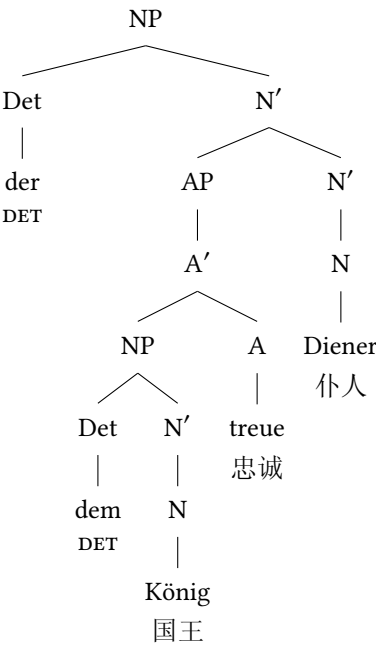 NP
Det N′
der AP N′
DET
A′ N
NP A Diener
仆人
Det N′ treue
忠诚
dem N
DET
König
国王